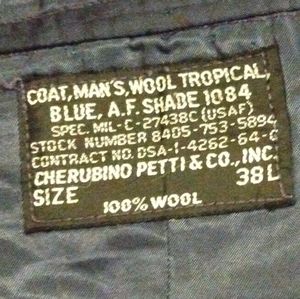 COAT, MAN'S, WOOL TROPICAL,
BLUE, A.F. SHADE 1084
SPEC. MIL-C-27438C (USAF)
STOCK NUMBER 8405-753-5894
CONTRACT NO. DSA-1-4262-64-C
CHERUBINO PETTI & CO., INC.
SIZE 38L
100% WOOL